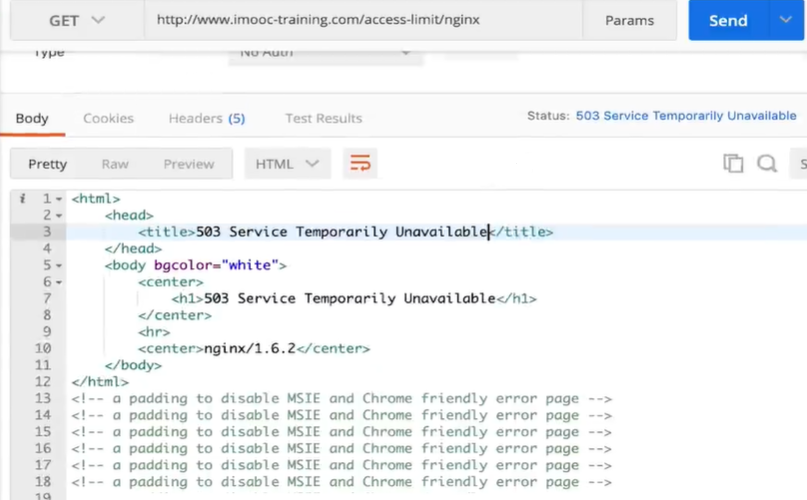 GET http://www.imooc-training.com/access-limit/nginx Params Send
Type No Auth
Body Cookies Headers (5) Test Results Status: 503 Service Temporarily Unavailable
Pretty Raw Preview HTML S
i 1 <html>
2 <head>
3 <title>503 Service Temporarily Unavailable</title>
4 </head>
5 <body bgcolor="white">
6 <center>
7 <h1>503 Service Temporarily Unavailable</h1>
8 </center>
9 <hr>
10 <center>nginx/1.6.2</center>
11 </body>
12 </html>
13 <!-- a padding to disable MSIE and Chrome friendly error page -->
14 <!-- a padding to disable MSIE and Chrome friendly error page -->
15 <!-- a padding to disable MSIE and Chrome friendly error page -->
16 <!-- a padding to disable MSIE and Chrome friendly error page -->
17 <!-- a padding to disable MSIE and Chrome friendly error page -->
18 <!-- a padding to disable MSIE and Chrome friendly error page -->
19